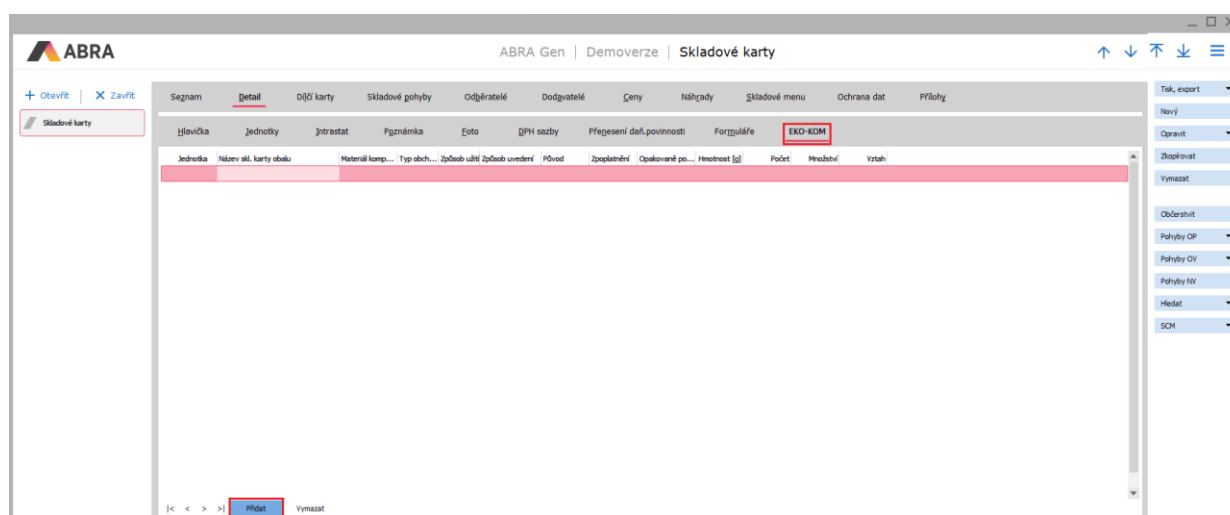 ABRA
ABRA Gen | Demoverze | Skladové karty
Otevřít | Zavřít
Skladové karty
Seznam Detail Dílčí karty Skladové pohyby Odběratelé Dodavatelé Ceny Náhrady Skladové menu Ochrana dat Přílohy
Hlavička Jednotky Intrastat Poznámka Foto DPH sazby Přenesení daň.povinnosti Formuláře EKO-KOM
Jednotka Název skl. karty obalu Materiál komp... Typ obch... Způsob užití Způsob uvedení Původ Zpoplatnění Opakovaně po... Hmotnost [g] Počet Množství Vztah
|< < > >| Přidat Vymazat
Tisk, export
Nový
Opravit
Zkopírovat
Vymazat
Občerstvit
Pohyby OP
Pohyby OV
Pohyby NV
Hledat
SCM